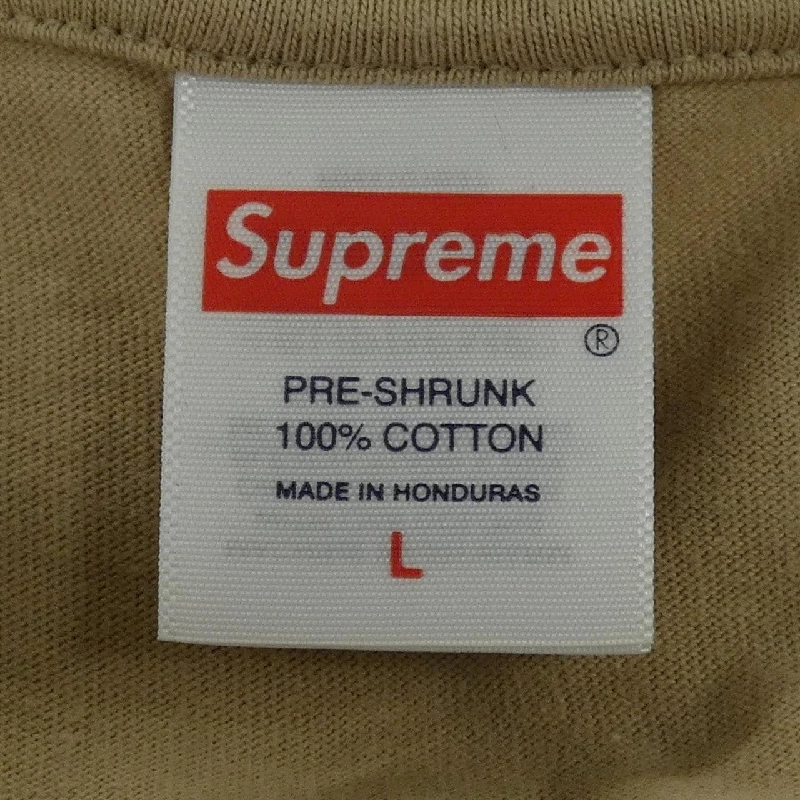 Supreme
®
PRE-SHRUNK
100% COTTON
MADE IN HONDURAS
L